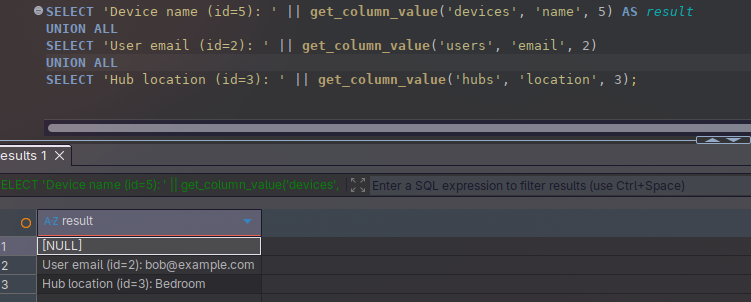 SELECT 'Device name (id=5): ' || get_column_value('devices', 'name', 5) AS result
UNION ALL
SELECT 'User email (id=2): ' || get_column_value('users', 'email', 2)
UNION ALL
SELECT 'Hub location (id=3): ' || get_column_value('hubs', 'location', 3);
esults 1
ELECT 'Device name (id=5): ' || get_column_value('devices', Enter a SQL expression to filter results (use Ctrl+Space)
A-Z result
1 [NULL]
2 User email (id=2): bob@example.com
3 Hub location (id=3): Bedroom